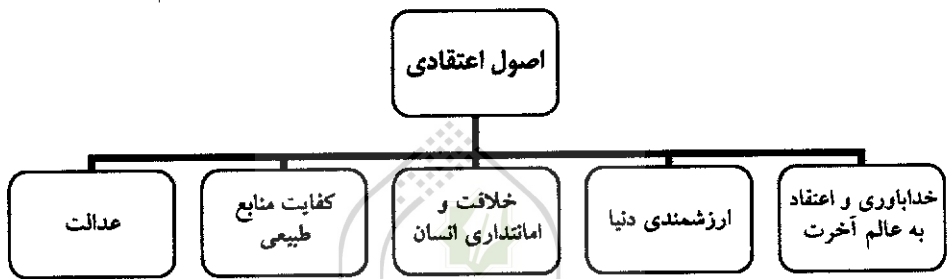 اصول اعتقادی
خداباوری و اعتقاد
به عالم آخرت
ارزشمندی دنیا
خلافت و
امانتداری انسان
کفایت منابع
طبیعی
عدالت